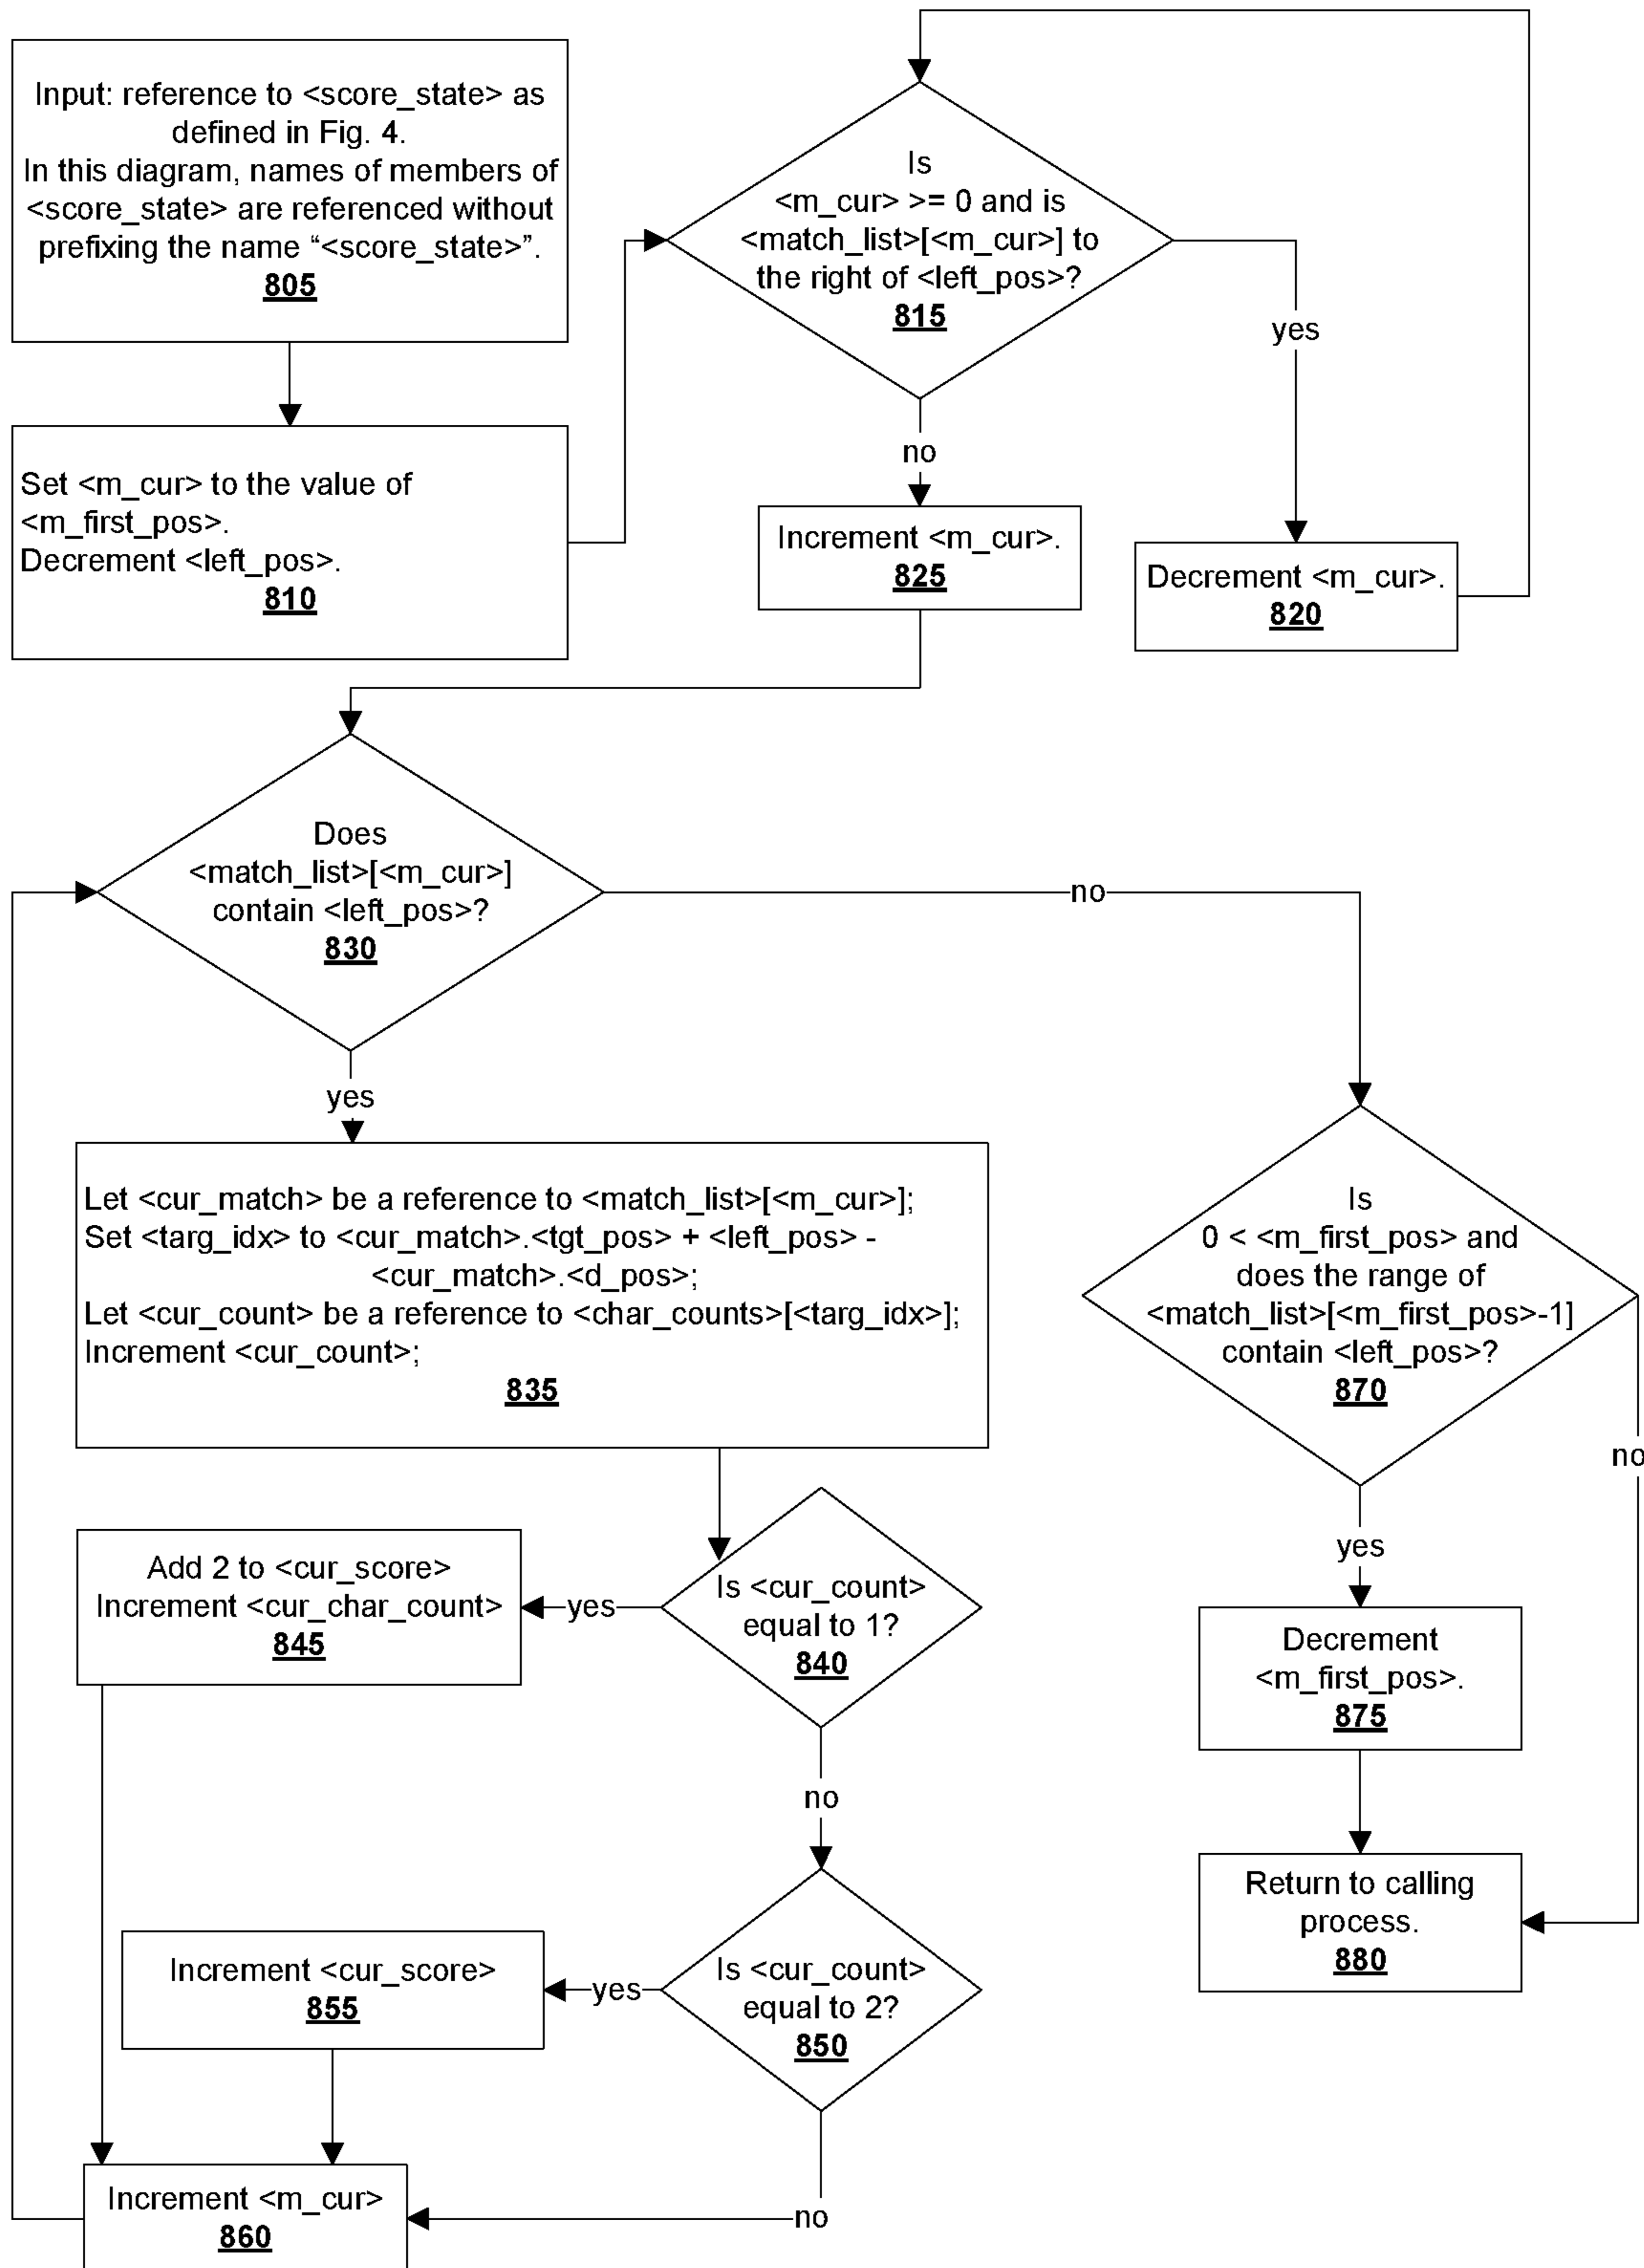 Input: reference to <score_state> as
defined in Fig. 4.
In this diagram, names of members of
<score_state> are referenced without
prefixing the name “<score_state>”.
805
Set <m_cur> to the value of
<m_first_pos>.
Decrement <left_pos>.
810
Is
<m_cur> >= 0 and is
<match_list>[<m_cur>] to
the right of <left_pos>?
815
yes
no
Increment <m_cur>.
825
Decrement <m_cur>.
820
Does
<match_list>[<m_cur>]
contain <left_pos>?
830
no
yes
Let <cur_match> be a reference to <match_list>[<m_cur>];
Set <targ_idx> to <cur_match>.<tgt_pos> + <left_pos> -
<cur_match>.<d_pos>;
Let <cur_count> be a reference to <char_counts>[<targ_idx>];
Increment <cur_count>;
835
Is
0 < <m_first_pos> and
does the range of
<match_list>[<m_first_pos>-1]
contain <left_pos>?
870
no
yes
Add 2 to <cur_score>
Increment <cur_char_count>
845
yes
Is <cur_count>
equal to 1?
840
Decrement
<m_first_pos>.
875
no
Return to calling
process.
880
Increment <cur_score>
855
yes
Is <cur_count>
equal to 2?
850
Increment <m_cur>
860
no